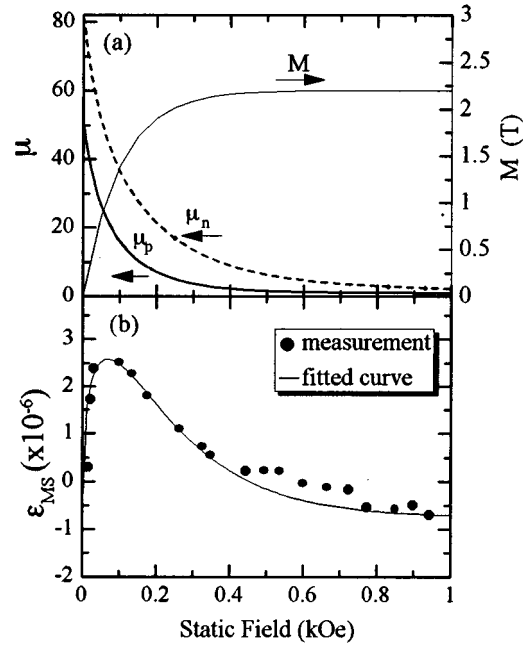 80
60
40
20
0
μ
(a)
M
μn
μp
3
2.5
2
1.5
1
0.5
0
M (T)
(b)
measurement
fitted curve
3
2
1
0
-1
-2
εMS (x10-6)
0
0.2
0.4
0.6
0.8
1
Static Field (kOe)